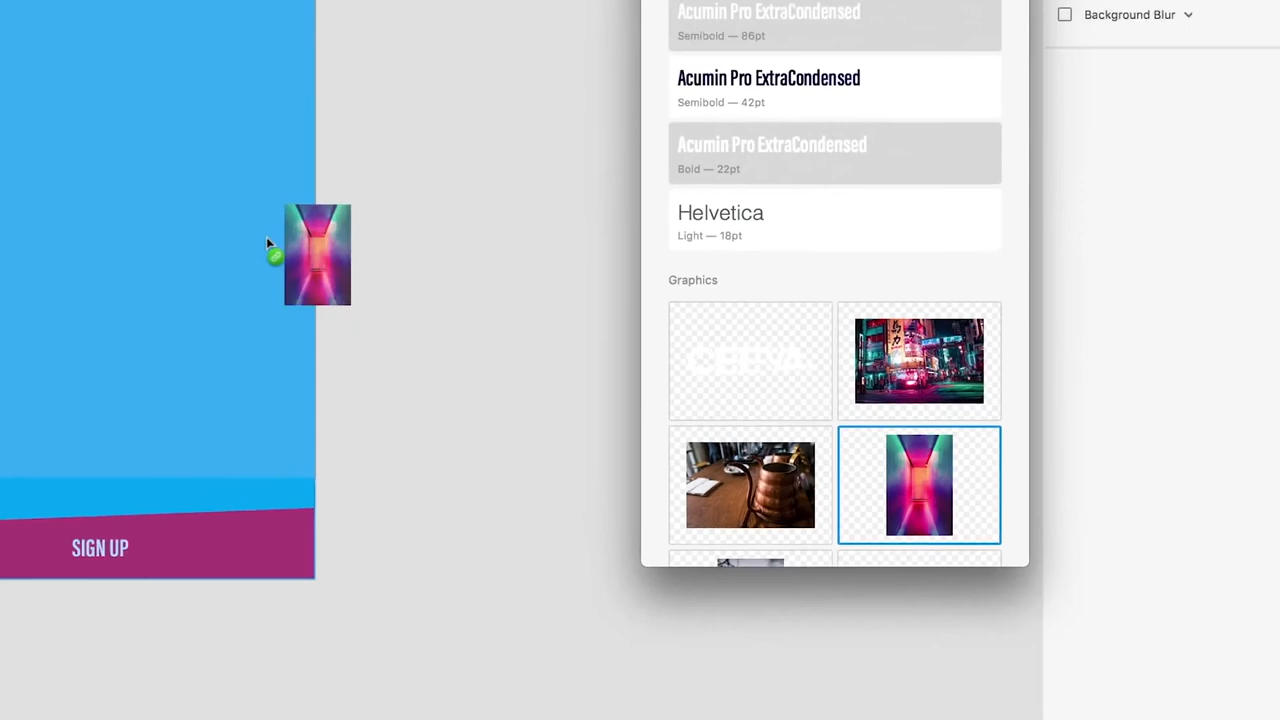 Acumin Pro ExtraCondensed
Semibold — 86pt
Acumin Pro ExtraCondensed
Semibold — 42pt
Acumin Pro ExtraCondensed
Bold — 22pt
Helvetica
Light — 18pt
Graphics
SIGN UP
Background Blur